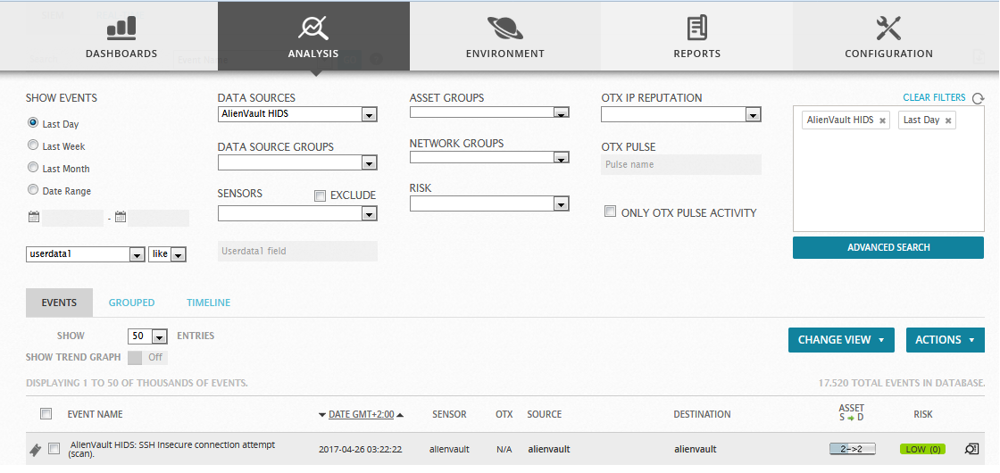 DASHBOARDS ANALYSIS ENVIRONMENT REPORTS CONFIGURATION
SHOW EVENTS
Last Day
Last Week
Last Month
Date Range
-
userdata1 like
DATA SOURCES
AlienVault HIDS
DATA SOURCE GROUPS
SENSORS EXCLUDE
Userdata1 field
ASSET GROUPS
NETWORK GROUPS
RISK
OTX IP REPUTATION
OTX PULSE
Pulse name
ONLY OTX PULSE ACTIVITY
CLEAR FILTERS
AlienVault HIDS × Last Day ×
ADVANCED SEARCH
EVENTS GROUPED TIMELINE
SHOW 50 ENTRIES
CHANGE VIEW ACTIONS
SHOW TREND GRAPH Off
DISPLAYING 1 TO 50 OF THOUSANDS OF EVENTS. 17.520 TOTAL EVENTS IN DATABASE.
EVENT NAME DATE GMT+2:00 SENSOR OTX SOURCE DESTINATION ASSET S ➔ D RISK
AlienVault HIDS: SSH insecure connection attempt
(scan). 2017-04-26 03:22:22 alienvault N/A alienvault alienvault 2->2 LOW (0)